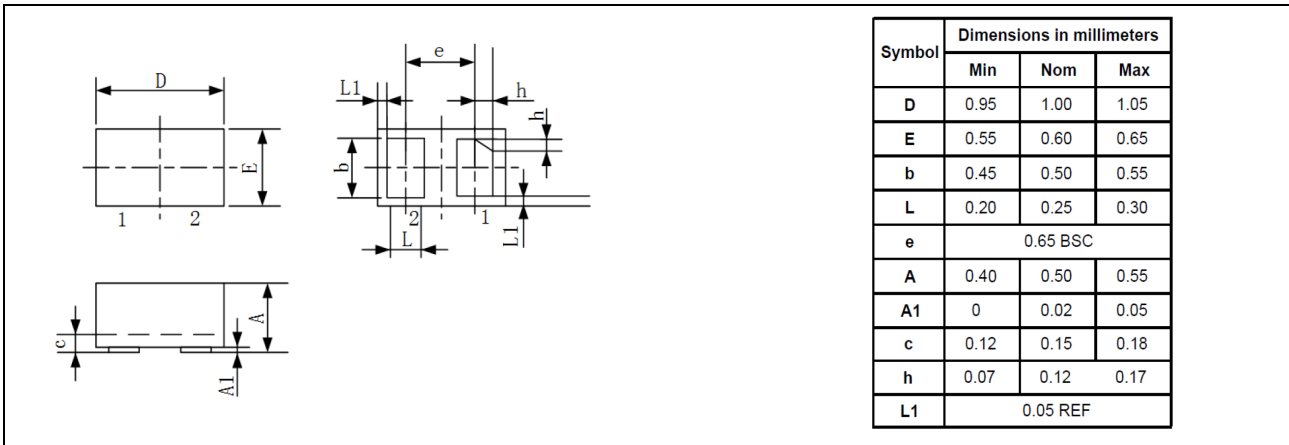 D
E
1 2
e
L1
h
h
b
2
1
L
L1
A
c
A1
Symbol Dimensions in millimeters
Min Nom Max
D 0.95 1.00 1.05
E 0.55 0.60 0.65
b 0.45 0.50 0.55
L 0.20 0.25 0.30
e 0.65 BSC
A 0.40 0.50 0.55
A1 0 0.02 0.05
c 0.12 0.15 0.18
h 0.07 0.12 0.17
L1 0.05 REF